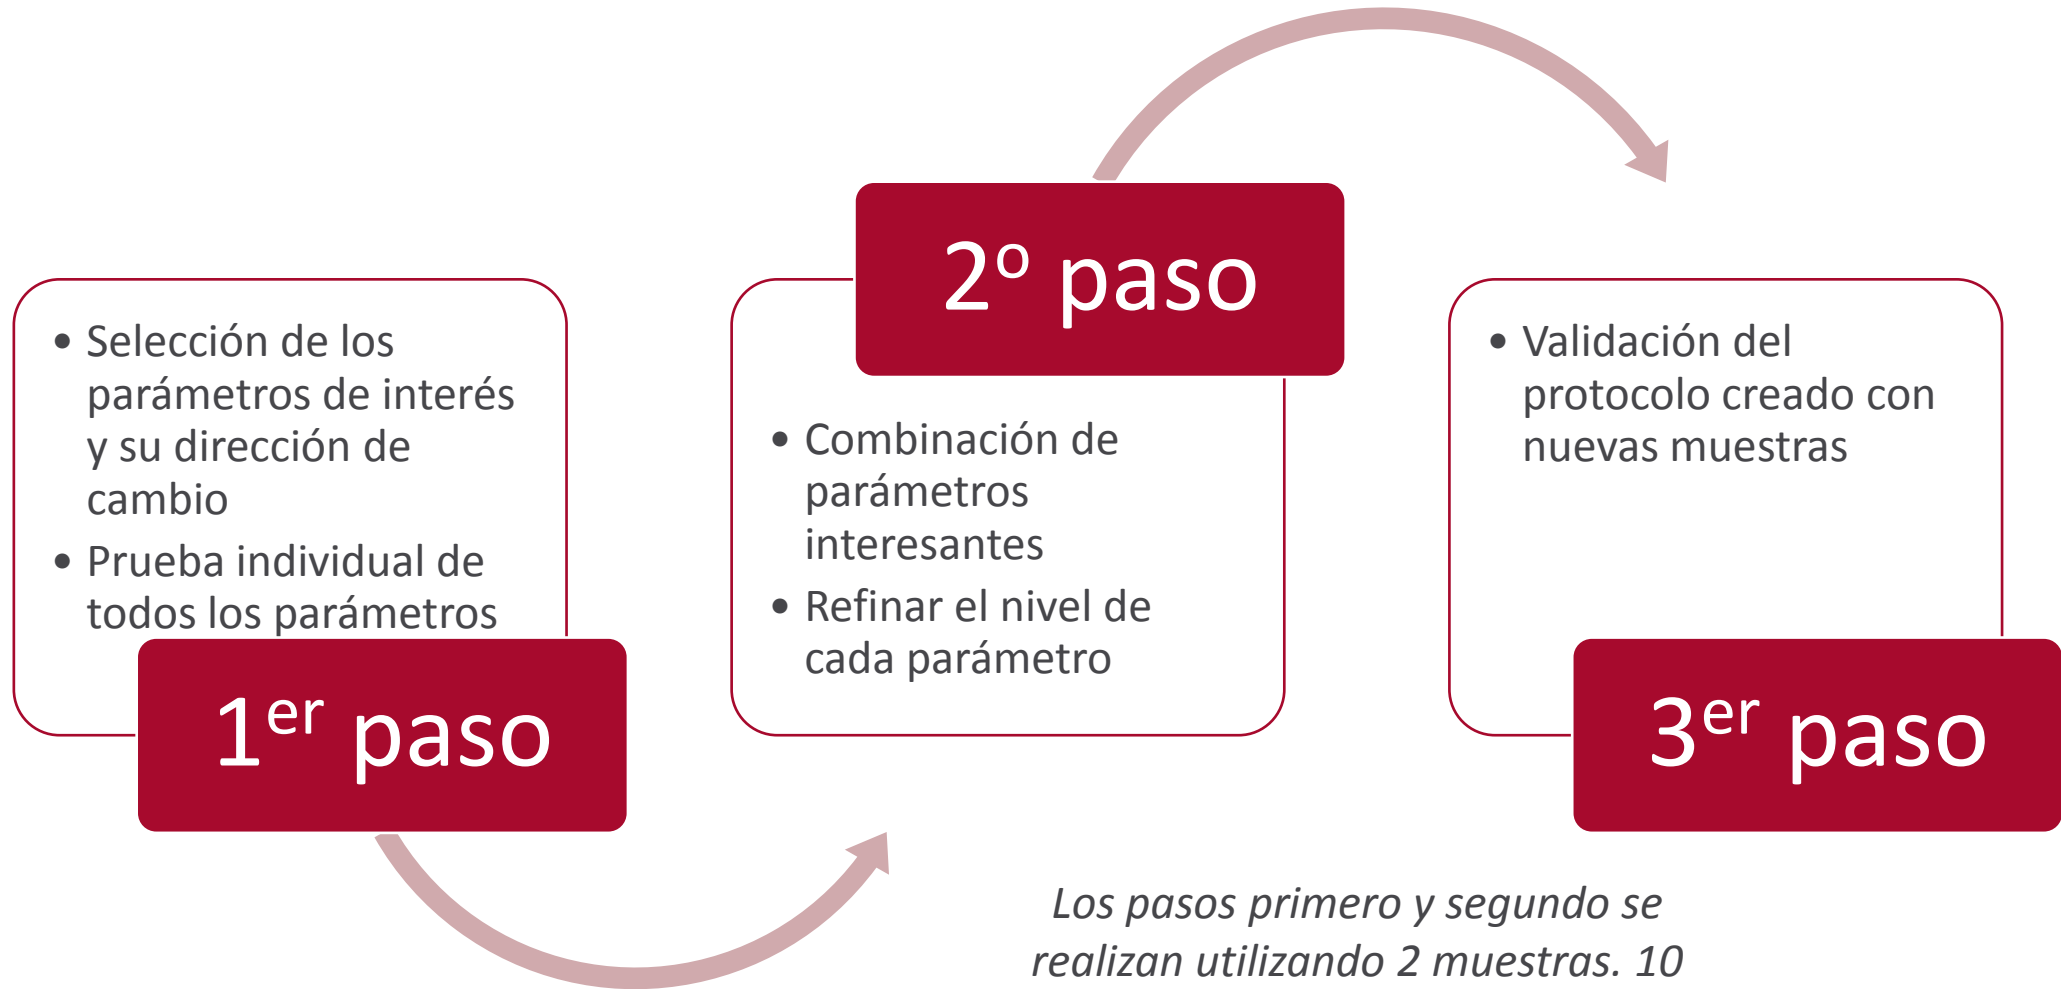 • Selección de los
parámetros de interés
y su dirección de
cambio
• Prueba individual de
todos los parámetros
1er paso
2º paso
• Combinación de
parámetros
interesantes
• Refinar el nivel de
cada parámetro
• Validación del
protocolo creado con
nuevas muestras
3er paso
Los pasos primero y segundo se
realizan utilizando 2 muestras. 10